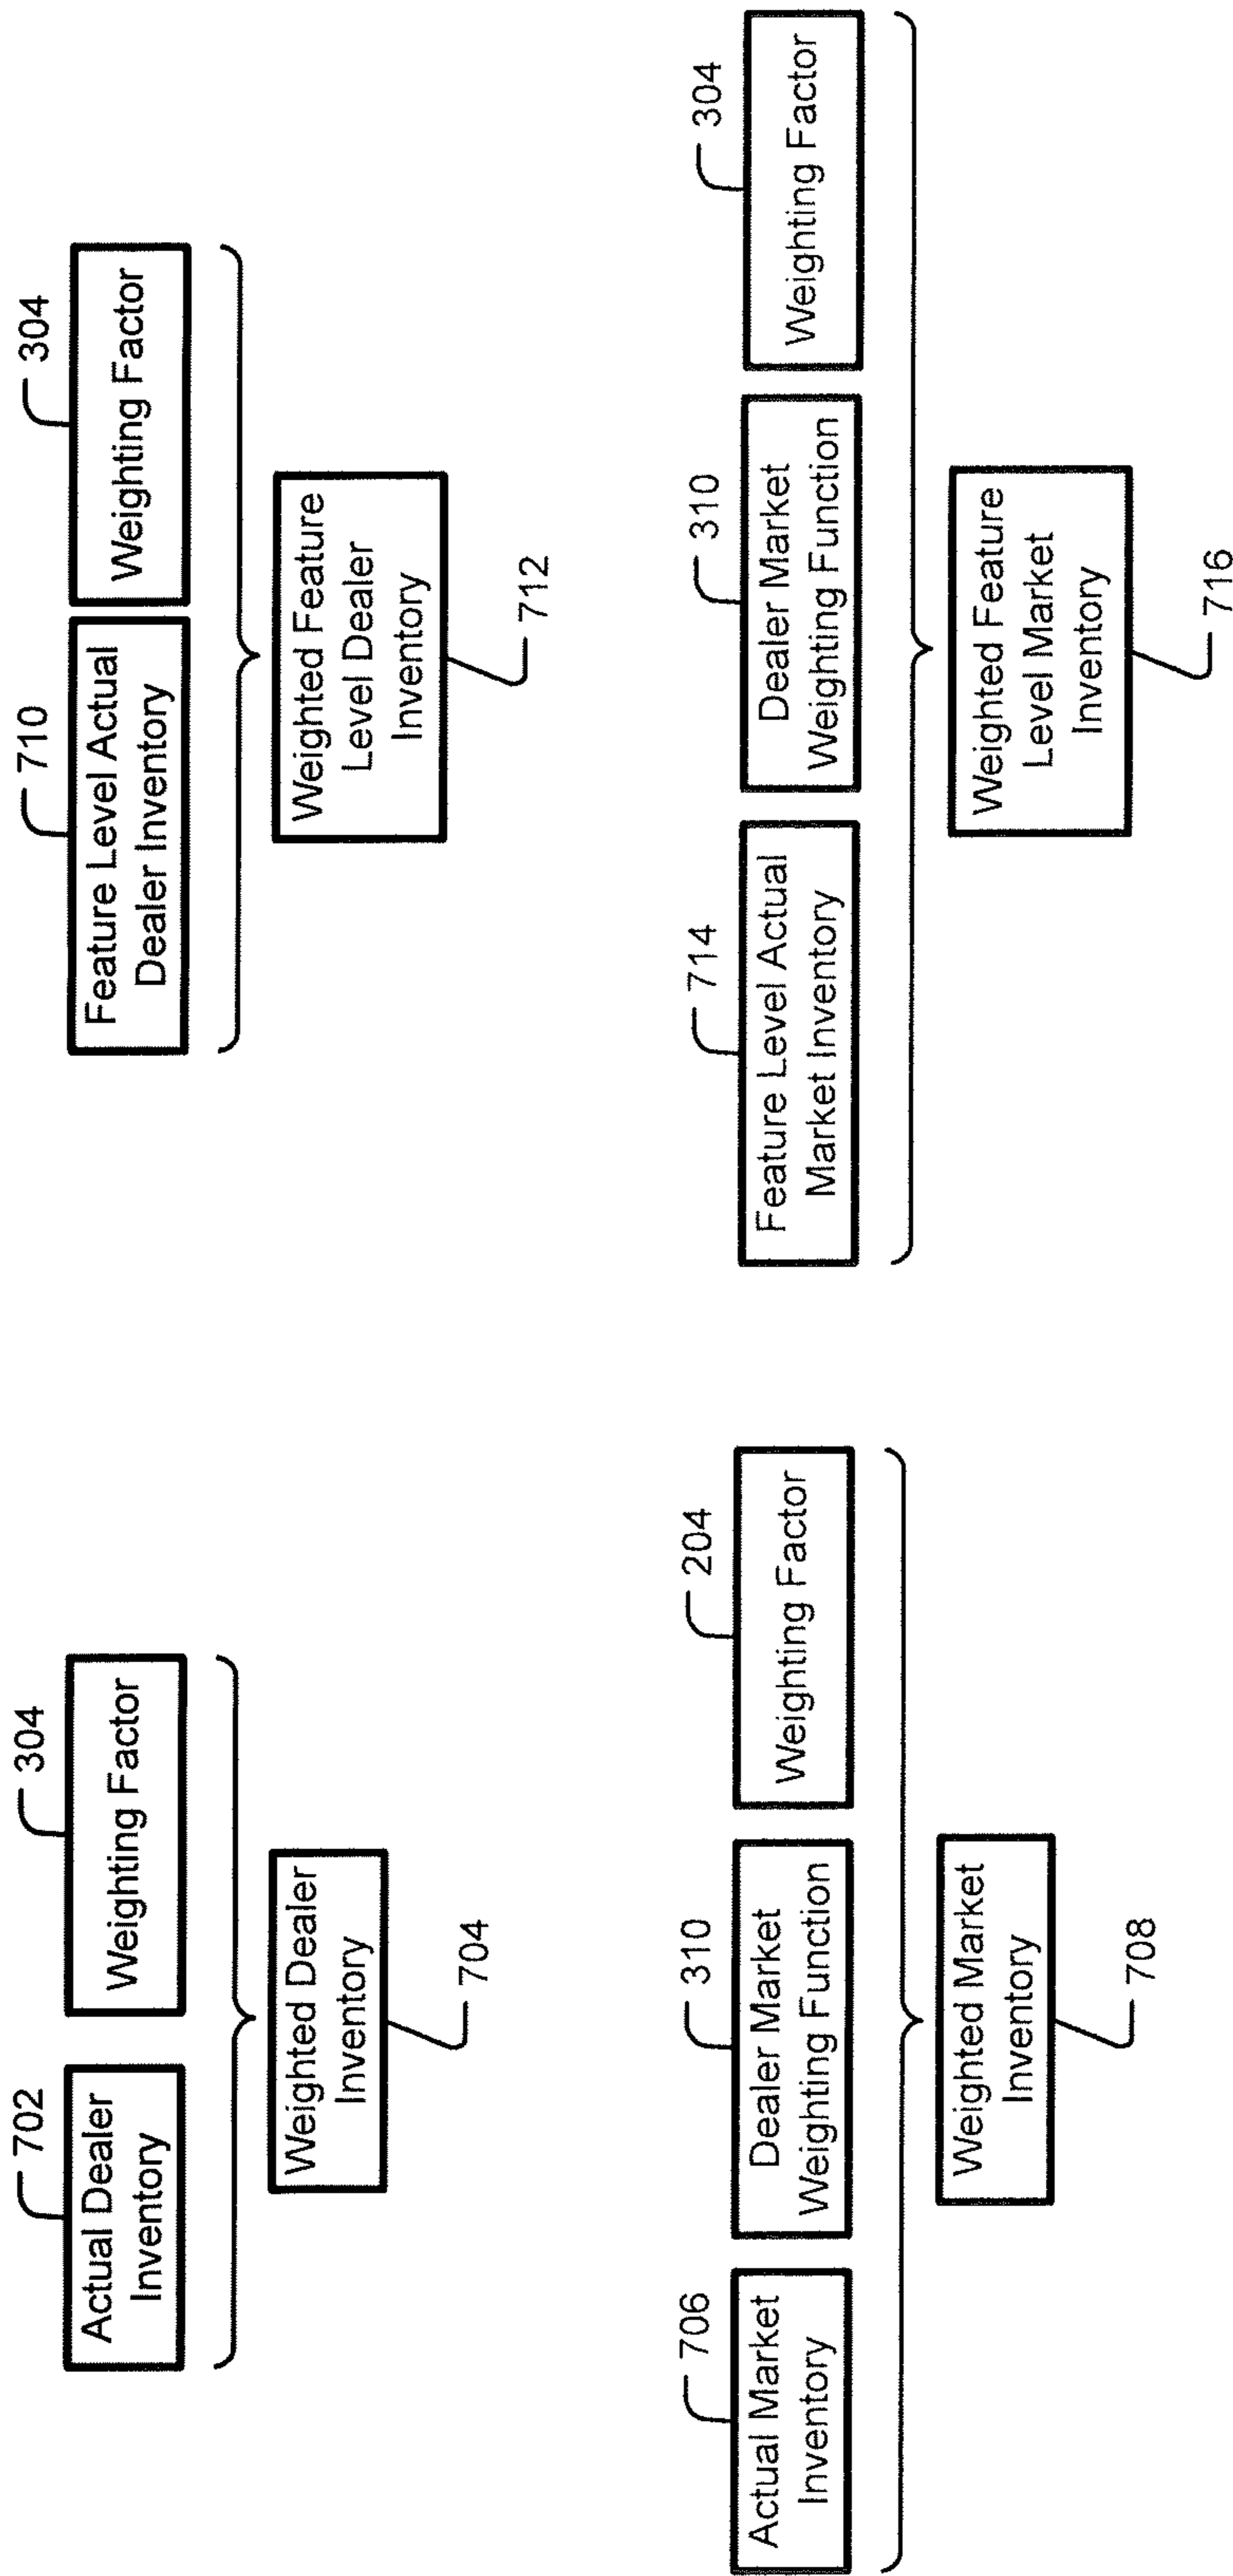 702
Actual Dealer
Inventory
304
Weighting Factor
Weighted Dealer
Inventory
704
710
Feature Level Actual
Dealer Inventory
304
Weighting Factor
Weighted Feature
Level Dealer
Inventory
712
706
Actual Market
Inventory
310
Dealer Market
Weighting Function
204
Weighting Factor
Weighted Market
Inventory
708
714
Feature Level Actual
Market Inventory
310
Dealer Market
Weighting Function
304
Weighting Factor
Weighted Feature
Level Market
Inventory
716